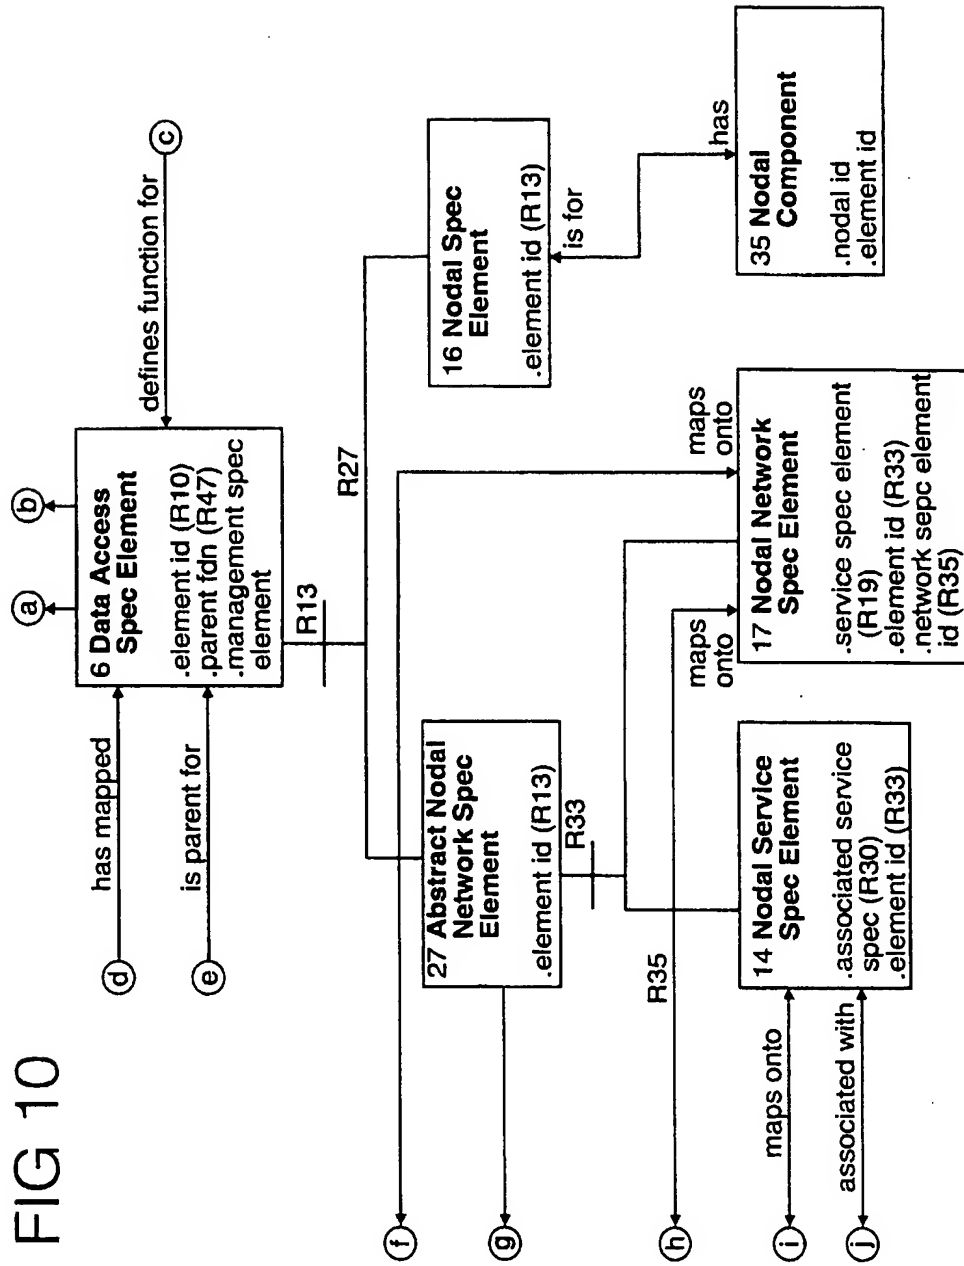 FIG 10
a
b
c
defines function for
d
has mapped
e
is parent for
6 Data Access
Spec Element
.element id (R10)
.parent fdn (R47)
.management spec
element
R13
R27
f
g
27 Abstract Nodal
Network Spec
Element
.element id (R13)
R33
16 Nodal Spec
Element
.element id (R13)
is for
has
h
R35
maps
onto
maps
onto
i
maps onto
j
associated with
14 Nodal Service
Spec Element
.associated service
spec (R30)
.element id (R33)
17 Nodal Network
Spec Element
.service spec element
(R19)
.element id (R33)
.network sepc element
id (R35)
35 Nodal
Component
.nodal id
.element id